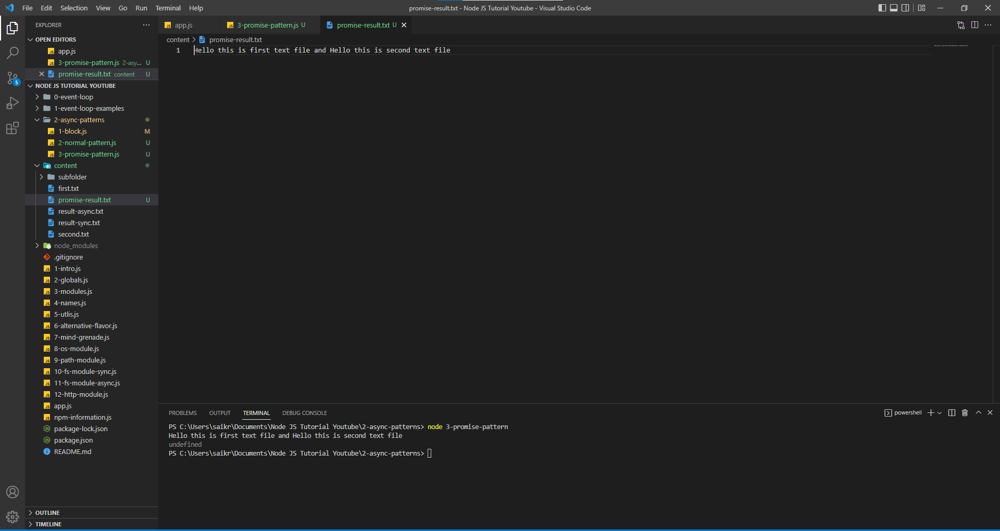 File Edit Selection View Go Run Terminal Help
promise-result.txt - Node JS Tutorial Youtube - Visual Studio Code
EXPLORER
OPEN EDITORS
app.js
3-promise-pattern.js 2-asy... U
promise-result.txt content U
NODE JS TUTORIAL YOUTUBE
0-event-loop
1-event-loop-examples
2-async-patterns
1-block.js M
2-normal-pattern.js U
3-promise-pattern.js U
content
subfolder
first.txt
promise-result.txt U
result-async.txt
result-sync.txt
second.txt
node_modules
.gitignore
1-intro.js
2-globals.js
3-modules.js
4-names.js
5-utlis.js
6-alternative-flavor.js
7-mind-grenade.js
8-os-module.js
9-path-module.js
10-fs-module-sync.js
11-fs-module-async.js
12-http-module.js
app.js
npm-information.js
package-lock.json
package.json
README.md
OUTLINE
TIMELINE
5
app.js 3-promise-pattern.js U promise-result.txt U
content > promise-result.txt
1 Hello this is first text file and Hello this is second text file
PROBLEMS OUTPUT TERMINAL DEBUG CONSOLE powershell
PS C:\Users\saikr\Documents\Node JS Tutorial Youtube\2-async-patterns> node 3-promise-pattern
Hello this is first text file and Hello this is second text file
undefined
PS C:\Users\saikr\Documents\Node JS Tutorial Youtube\2-async-patterns>